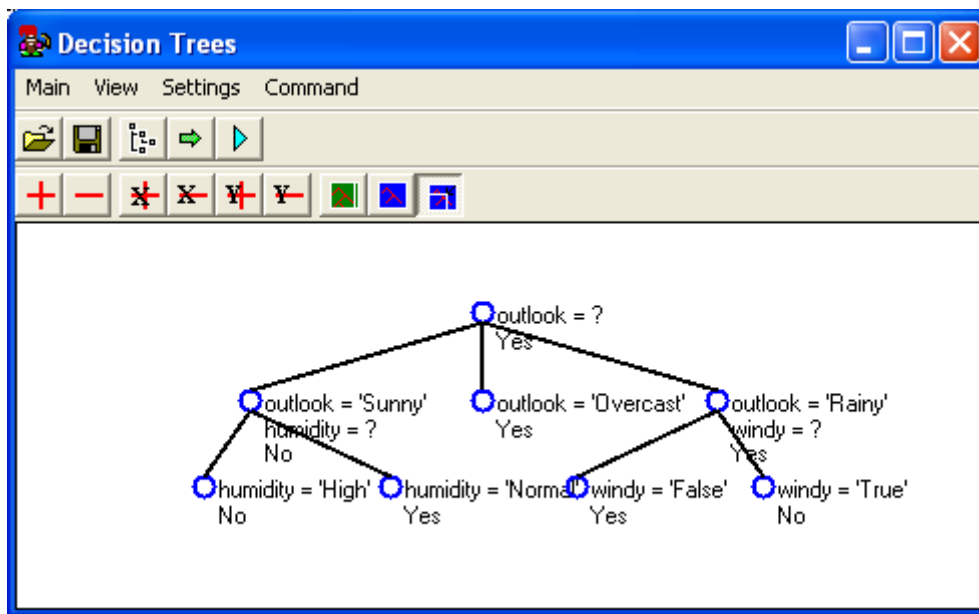 Decision Trees
Main View Settings Command
X X Y Y
outlook = ?
Yes
outlook = 'Sunny' outlook = 'Overcast' outlook = 'Rainy'
humidity = ? Yes windy = ?
No Yes
humidity = 'High' humidity = 'Normal' windy = 'False' windy = 'True'
No Yes Yes No